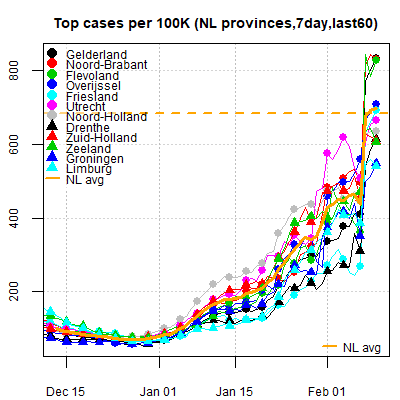 Top cases per 100K (NL provinces,7day,last60)
800
600
400
200
Gelderland
Noord-Brabant
Flevoland
Overijssel
Friesland
Utrecht
Noord-Holland
Drenthe
Zuid-Holland
Zeeland
Groningen
Limburg
NL avg
NL avg
Dec 15 Jan 01 Jan 15 Feb 01